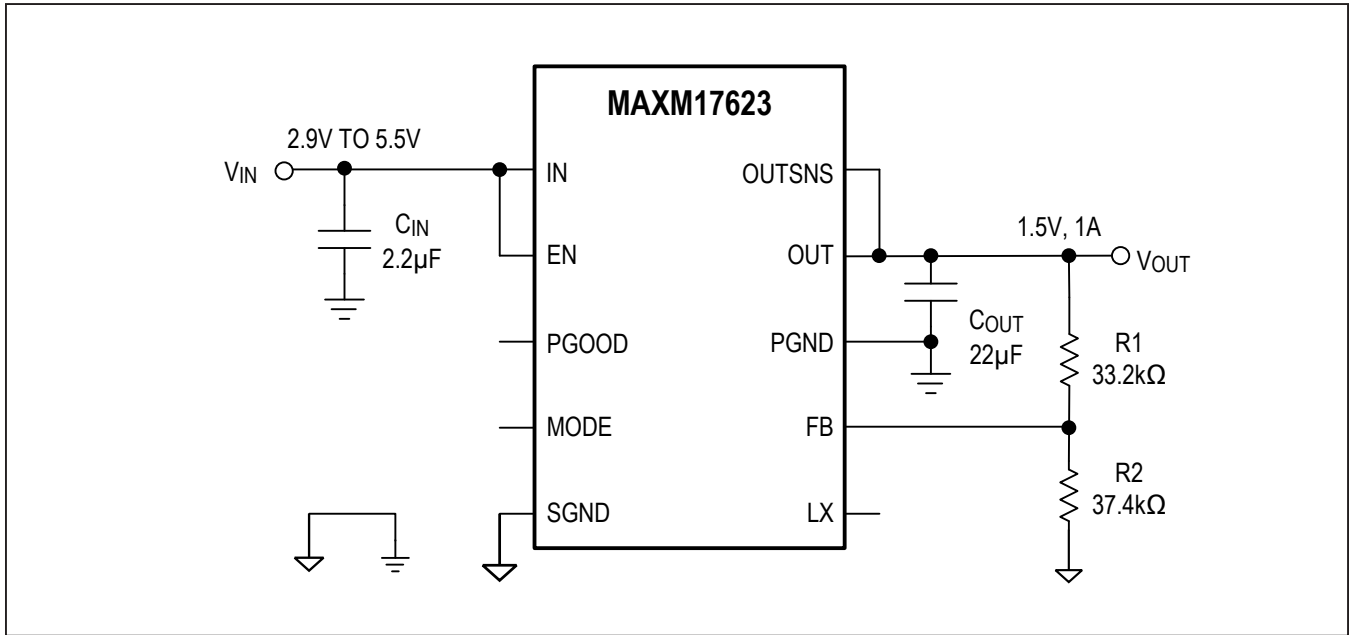 MAXM17623
2.9V TO 5.5V
VIN
CIN
2.2µF
IN
EN
PGOOD
MODE
SGND
OUTSNS
OUT
PGND
FB
LX
1.5V, 1A
VOUT
COUT
22µF
R1
33.2kΩ
R2
37.4kΩ